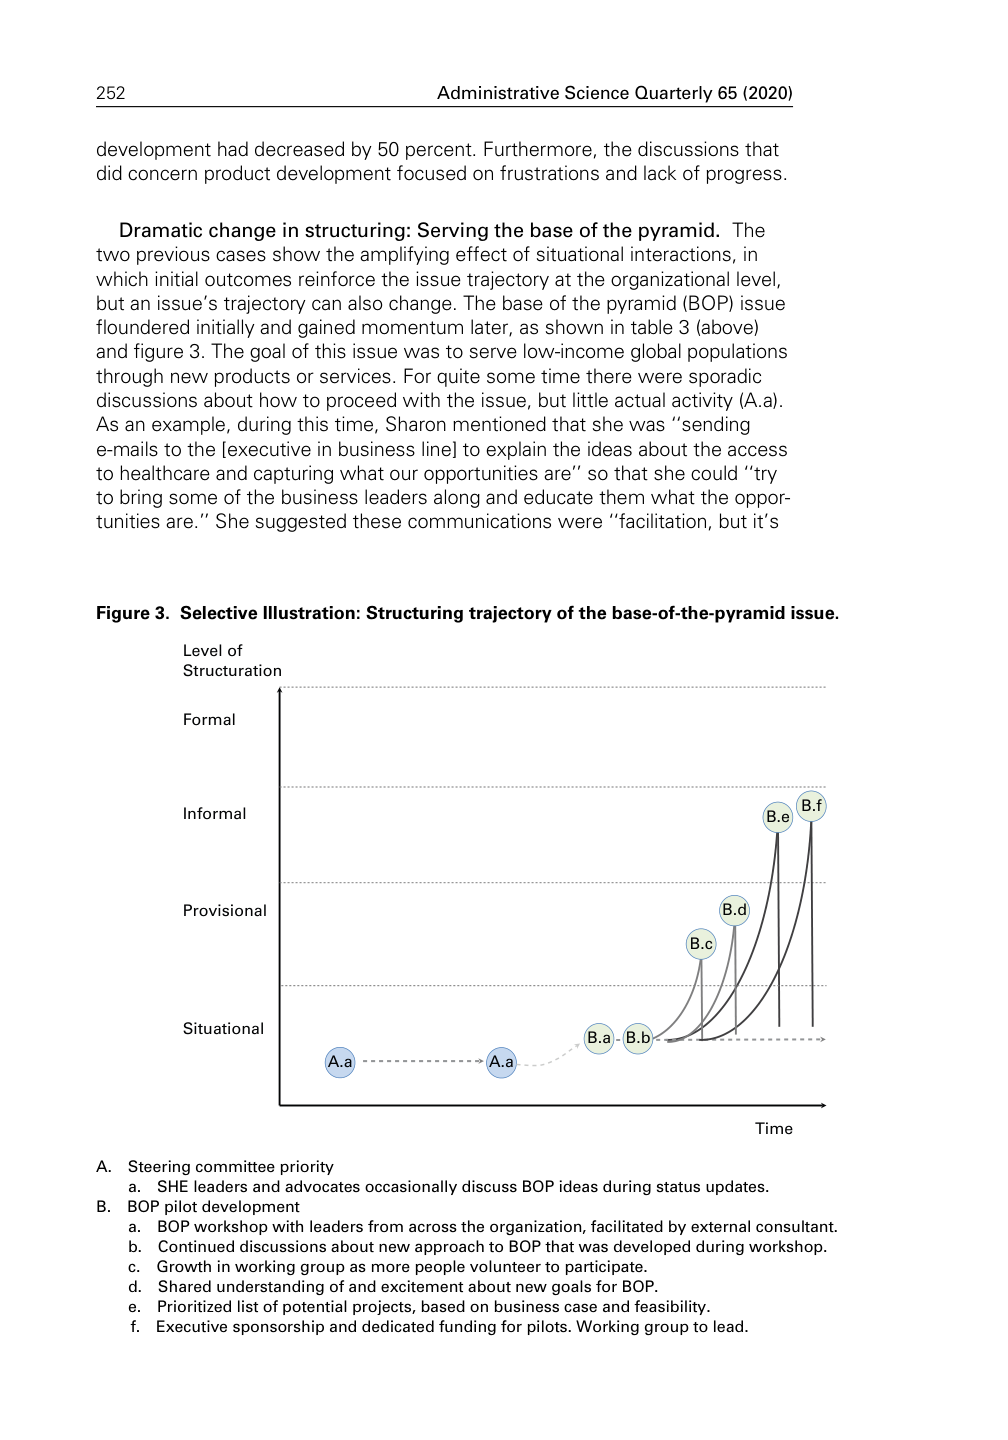 252
Administrative Science Quarterly 65 (2020)
development had decreased by 50 percent. Furthermore, the discussions that
did concern product development focused on frustrations and lack of progress.
Dramatic change in structuring: Serving the base of the pyramid. The
two previous cases show the amplifying effect of situational interactions, in
which initial outcomes reinforce the issue trajectory at the organizational level,
but an issue's trajectory can also change. The base of the pyramid (BOP) issue
floundered initially and gained momentum later, as shown in table 3 (above)
and figure 3. The goal of this issue was to serve low-income global populations
through new products or services. For quite some time there were sporadic
discussions about how to proceed with the issue, but little actual activity (A.a).
As an example, during this time, Sharon mentioned that she was ''sending
e-mails to the [executive in business line] to explain the ideas about the access
to healthcare and capturing what our opportunities are'' so that she could ''try
to bring some of the business leaders along and educate them what the oppor-
tunities are.'' She suggested these communications were ''facilitation, but it's
Figure 3. Selective Illustration: Structuring trajectory of the base-of-the-pyramid issue.
Level of
Structuration
Formal
Informal
B.e
B.f
Provisional
B.d
B.c
Situational
B.a
B.b
A.a
A.a
Time
A. Steering committee priority
a. SHE leaders and advocates occasionally discuss BOP ideas during status updates.
B. BOP pilot development
a. BOP workshop with leaders from across the organization, facilitated by external consultant.
b. Continued discussions about new approach to BOP that was developed during workshop.
c. Growth in working group as more people volunteer to participate.
d. Shared understanding of and excitement about new goals for BOP.
e. Prioritized list of potential projects, based on business case and feasibility.
f. Executive sponsorship and dedicated funding for pilots. Working group to lead.